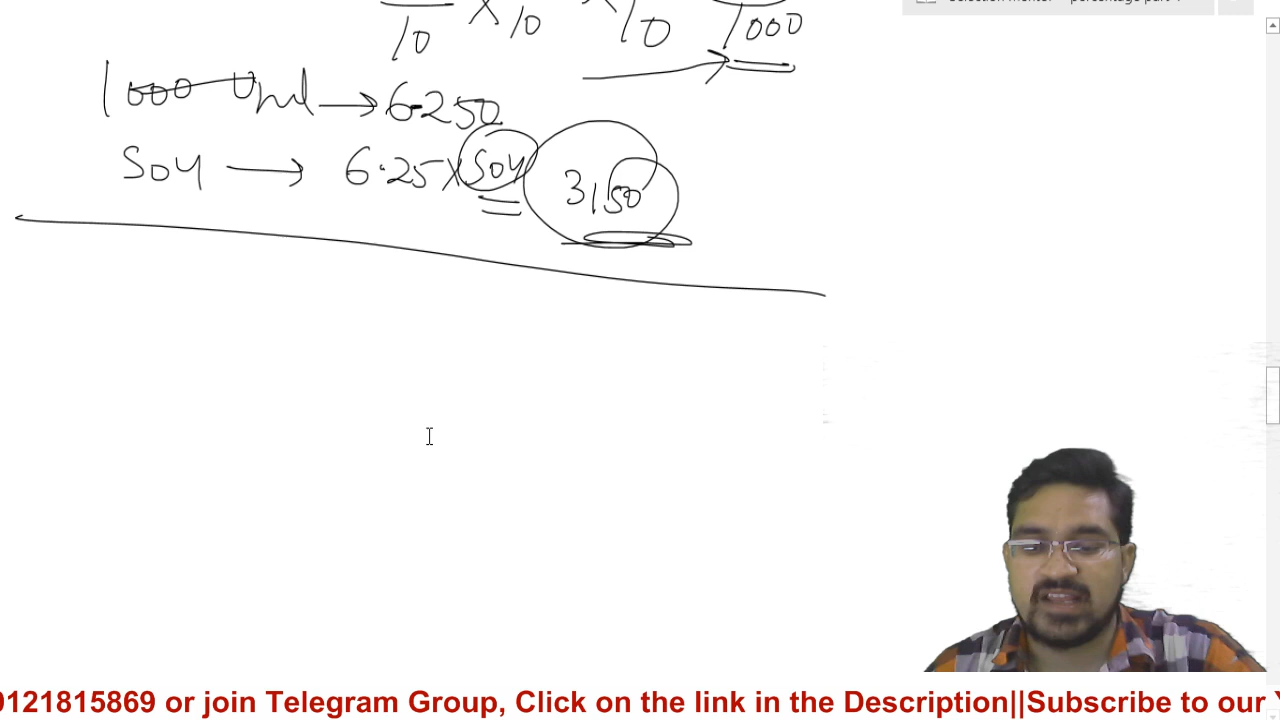 10 × 10 × 10 1000
1000 → 6250
504 → 6.25 × 504 3150
0121815869 or join Telegram Group, Click on the link in the Description||Subscribe to our Y